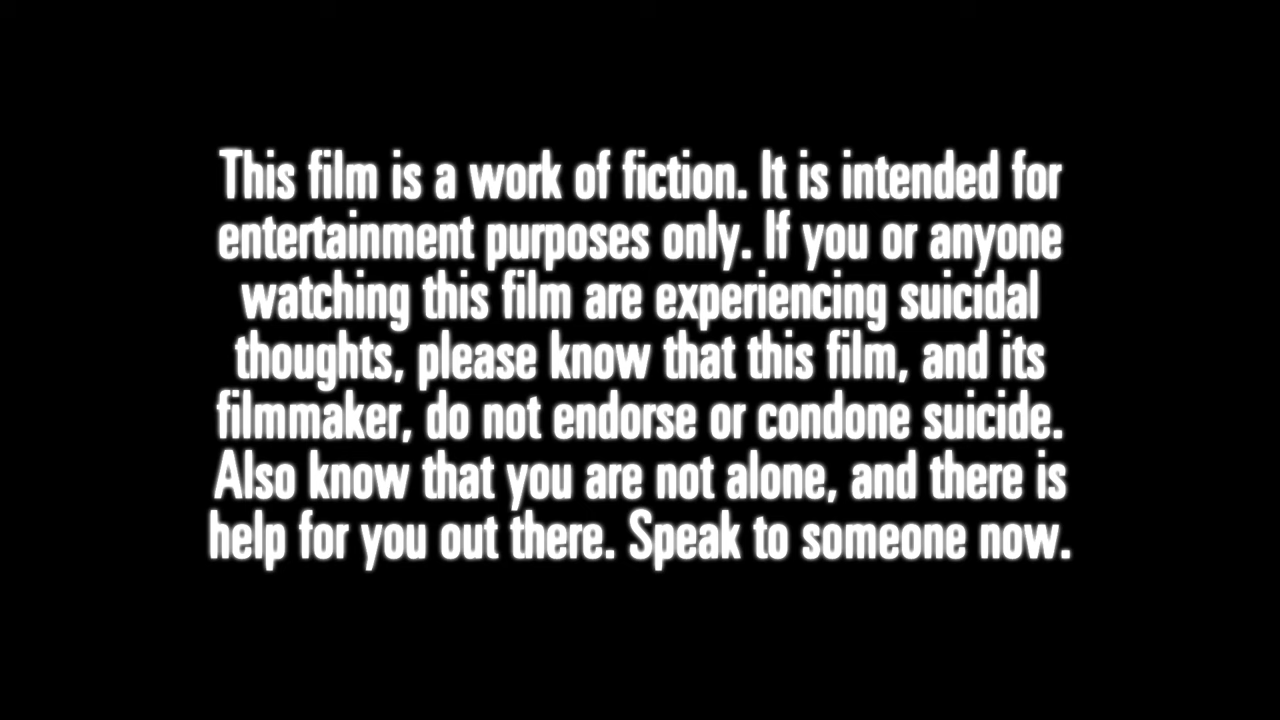 This film is a work of fiction. It is intended for
entertainment purposes only. If you or anyone
watching this film are experiencing suicidal
thoughts, please know that this film, and its
filmmaker, do not endorse or condone suicide.
Also know that you are not alone, and there is
help for you out there. Speak to someone now.